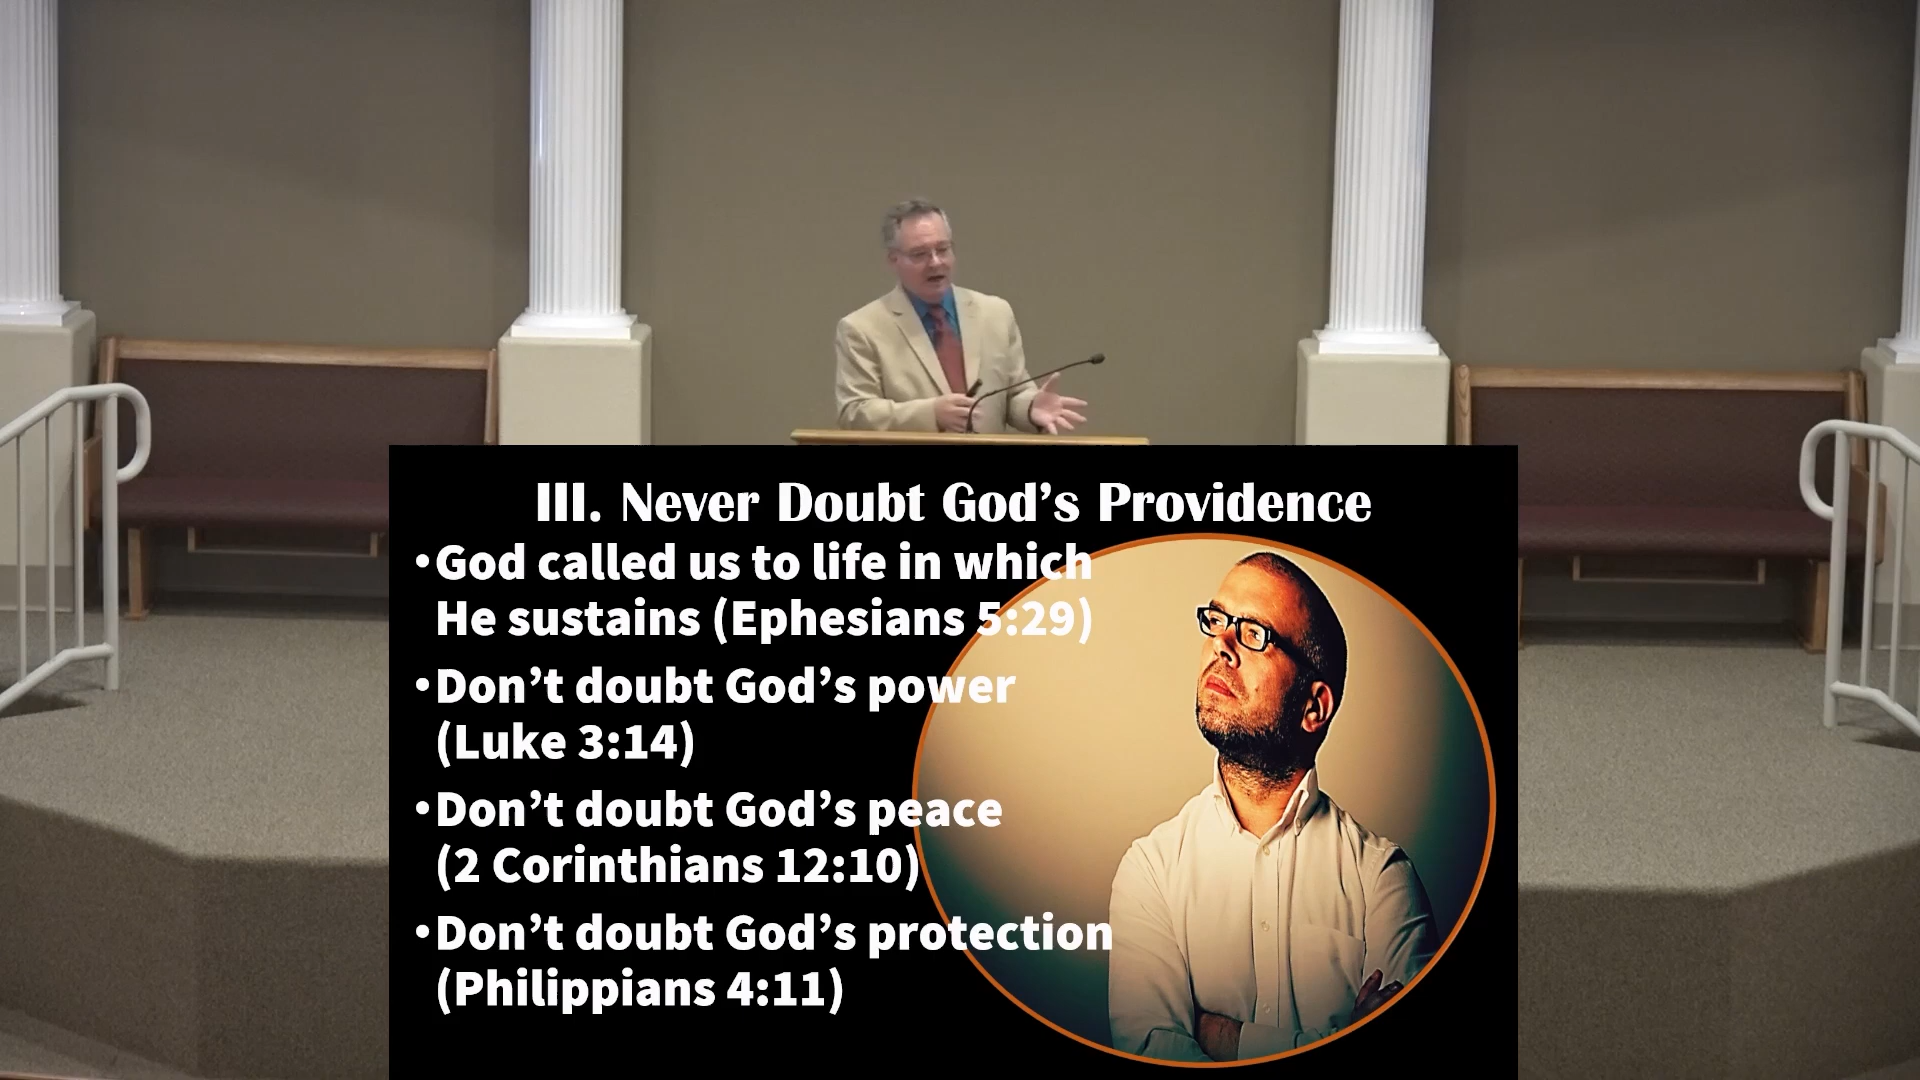 III. Never Doubt God’s Providence
•God called us to life in which
He sustains (Ephesians 5:29)
•Don’t doubt God’s power
(Luke 3:14)
•Don’t doubt God’s peace
(2 Corinthians 12:10)
•Don’t doubt God’s protection
(Philippians 4:11)